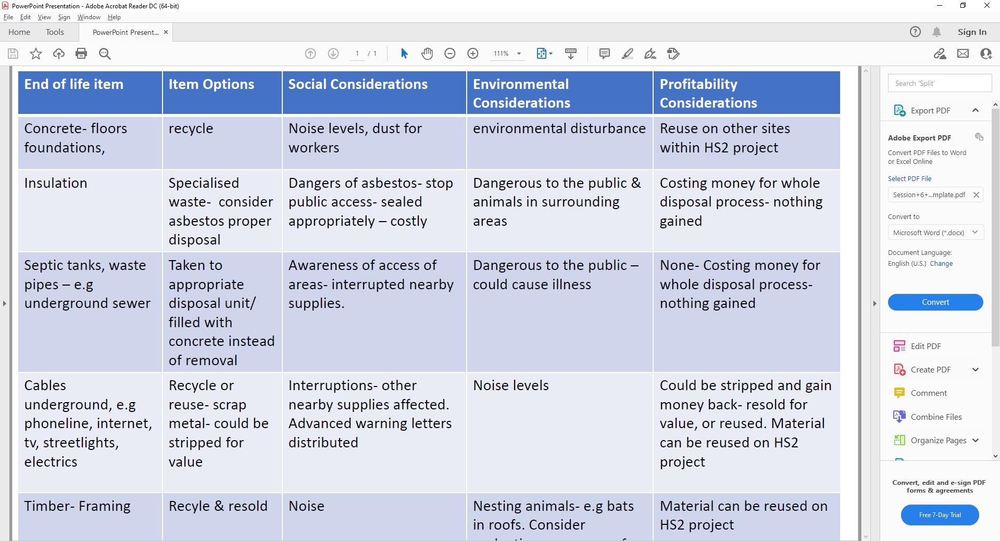 PowerPoint Presentation - Adobe Acrobat Reader DC (64-bit)
File Edit View Sign Window Help
Home Tools PowerPoint Present... ×
Sign In
1 / 1
111%
End of life item
Item Options
Social Considerations
Environmental
Considerations
Profitability
Considerations
Concrete- floors
foundations,
recycle
Noise levels, dust for
workers
environmental disturbance
Reuse on other sites
within HS2 project
Insulation
Specialised
waste- consider
asbestos proper
disposal
Dangers of asbestos- stop
public access- sealed
appropriately – costly
Dangerous to the public &
animals in surrounding
areas
Costing money for whole
disposal process- nothing
gained
Septic tanks, waste
pipes – e.g
underground sewer
Taken to
appropriate
disposal unit/
filled with
concrete instead
of removal
Awareness of access of
areas- interrupted nearby
supplies.
Dangerous to the public –
could cause illness
None- Costing money for
whole disposal process-
nothing gained
Cables
underground, e.g
phoneline, internet,
tv, streetlights,
electrics
Recycle or
reuse- scrap
metal- could be
stripped for
value
Interruptions- other
nearby supplies affected.
Advanced warning letters
distributed
Noise levels
Could be stripped and gain
money back- resold for
value, or reused. Material
can be reused on HS2
project
Timber- Framing
Recyle & resold
Noise
Nesting animals- e.g bats
in roofs. Consider
Material can be reused on
HS2 project
Search 'Split'
Export PDF
Adobe Export PDF
Convert PDF Files to Word
or Excel Online
Select PDF File
Session+6+...mplate.pdf
Convert to
Microsoft Word (*.docx)
Document Language:
English (U.S.) Change
Convert
Edit PDF
Create PDF
Comment
Combine Files
Organize Pages
Convert, edit and e-sign PDF
forms & agreements
Free 7-Day Trial